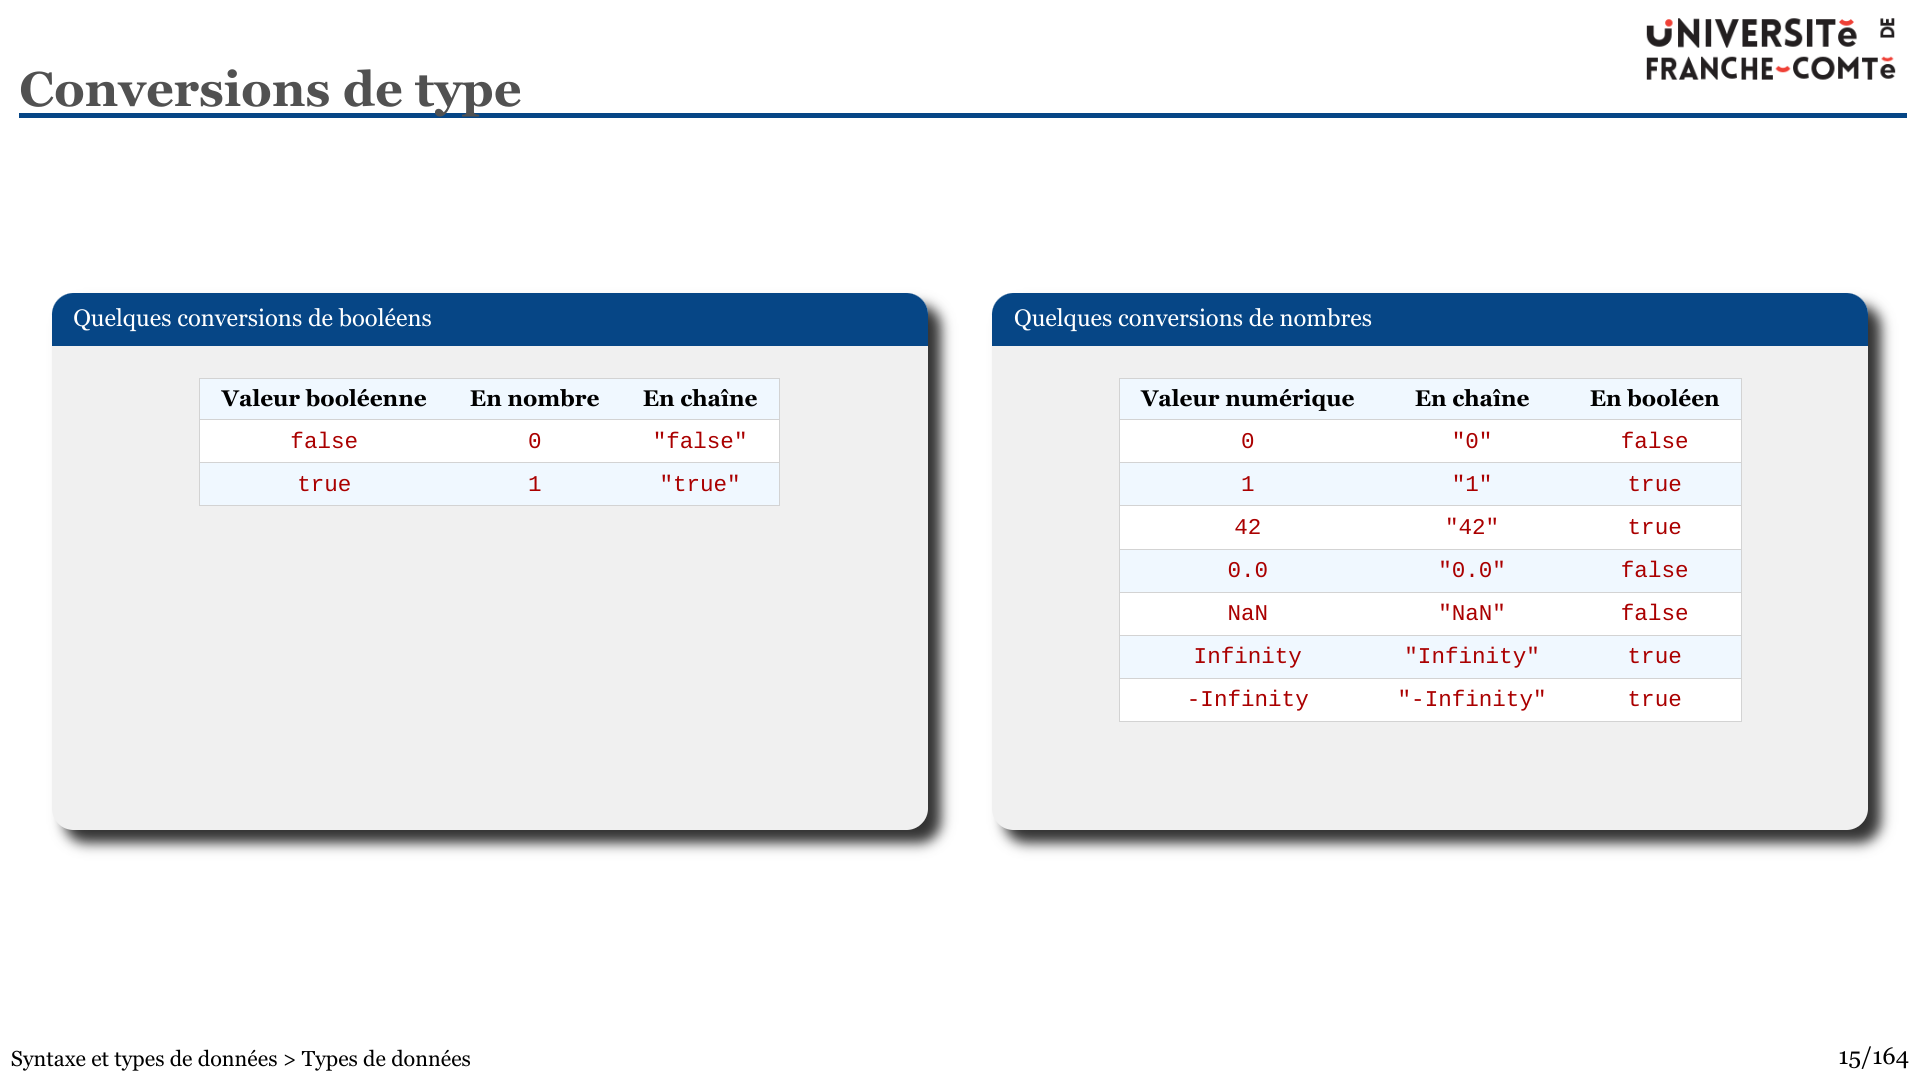 UNIVERSITĕ DE
FRANCHE-COMTĕ
Conversions de type
Quelques conversions de booléens
Valeur booléenne En nombre En chaîne
false 0 "false"
true 1 "true"
Quelques conversions de nombres
Valeur numérique En chaîne En booléen
0 "0" false
1 "1" true
42 "42" true
0.0 "0.0" false
NaN "NaN" false
Infinity "Infinity" true
-Infinity "-Infinity" true
Syntaxe et types de données > Types de données
15/164